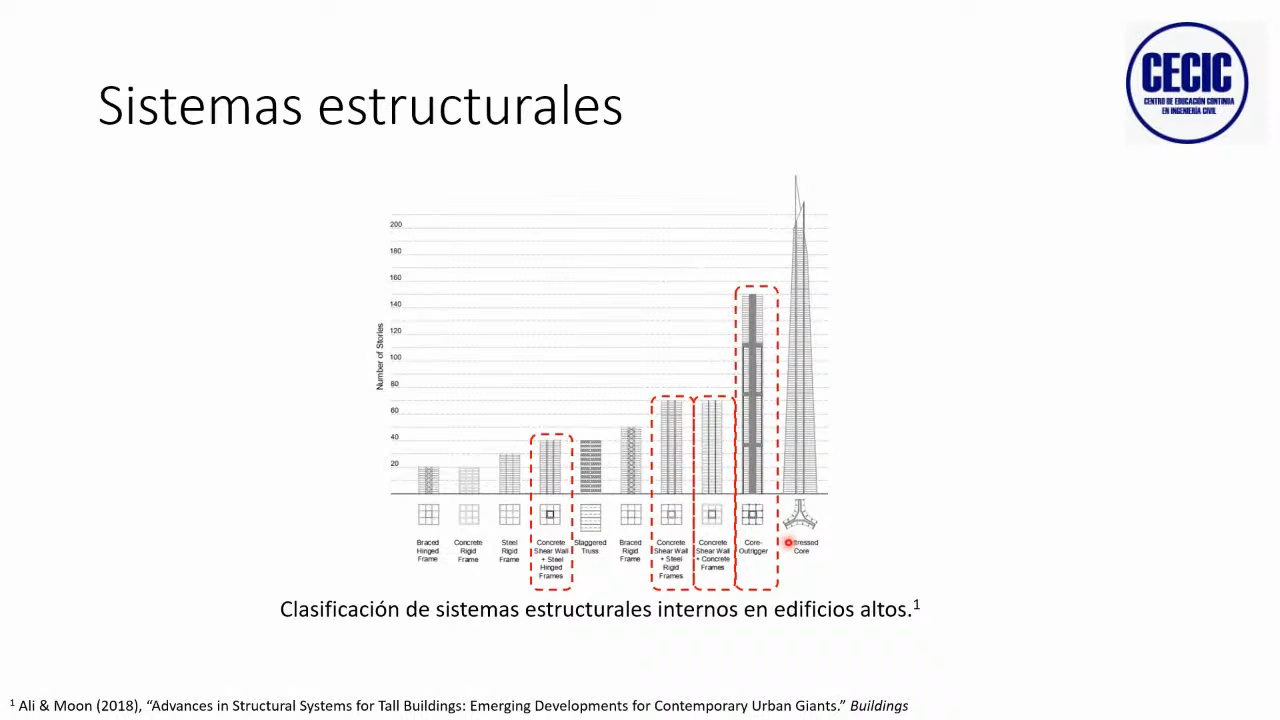 CECIC
CENTRO DE EDUCACIÓN CONTINUA
EN INGENIERÍA CIVIL
Sistemas estructurales
Number of Stories
200
180
160
140
120
100
80
60
40
20
Braced
Hinged
Frame
Concrete
Rigid
Frame
Steel
Rigid
Frame
Concrete
Shear Wall
+ Steel
Hinged
Frames
Staggered
Truss
Braced
Rigid
Frame
Concrete
Shear Wall
+ Steel
Rigid
Frames
Concrete
Shear Wall
+ Concrete
Frames
Core-
Outrigger
Core
Clasificación de sistemas estructurales internos en edificios altos.¹
¹ Ali & Moon (2018), “Advances in Structural Systems for Tall Buildings: Emerging Developments for Contemporary Urban Giants.” Buildings